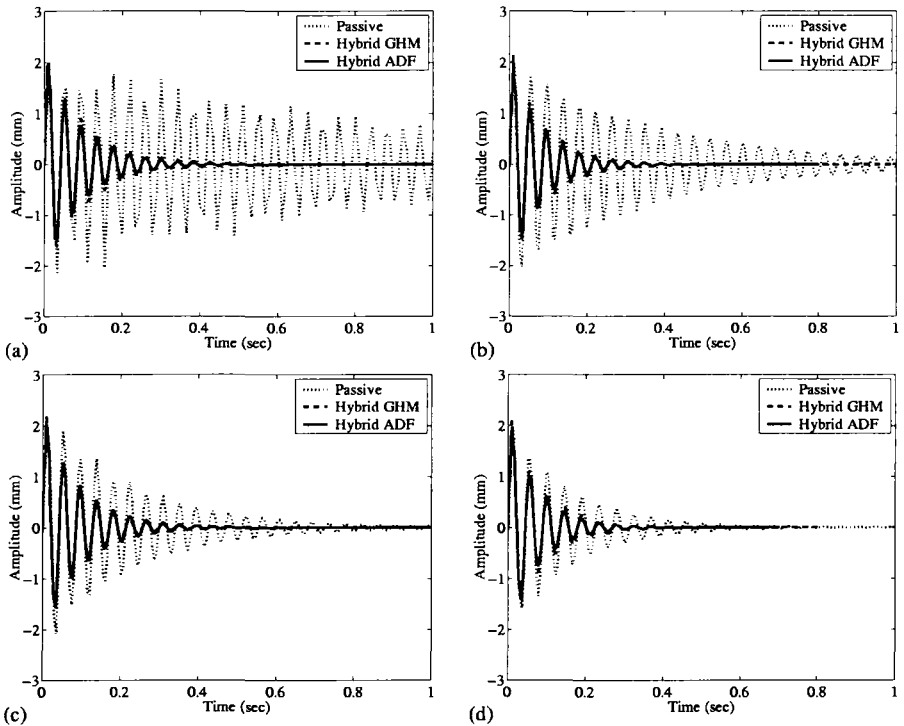 3
2
1
0
−1
−2
−3
Amplitude (mm)
Passive
Hybrid GHM
Hybrid ADF
0
0.2
0.4
0.6
0.8
1
Time (sec)
(a)
3
2
1
0
−1
−2
−3
Amplitude (mm)
Passive
Hybrid GHM
Hybrid ADF
0
0.2
0.4
0.6
0.8
1
Time (sec)
(b)
3
2
1
0
−1
−2
−3
Amplitude (mm)
Passive
Hybrid GHM
Hybrid ADF
0
0.2
0.4
0.6
0.8
1
Time (sec)
(c)
3
2
1
0
−1
−2
−3
Amplitude (mm)
Passive
Hybrid GHM
Hybrid ADF
0
0.2
0.4
0.6
0.8
1
Time (sec)
(d)